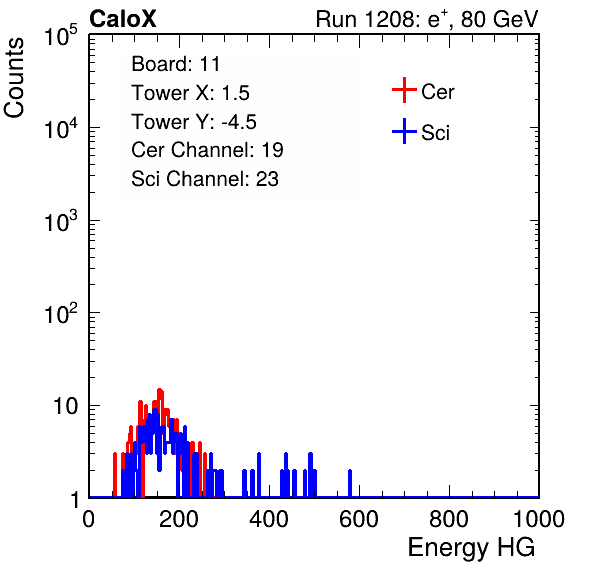 CaloX Run 1208: e+, 80 GeV
Counts
10^5
10^4
10^3
10^2
10
1
Board: 11
Tower X: 1.5
Tower Y: -4.5
Cer Channel: 19
Sci Channel: 23
Cer
Sci
0 200 400 600 800 1000
Energy HG